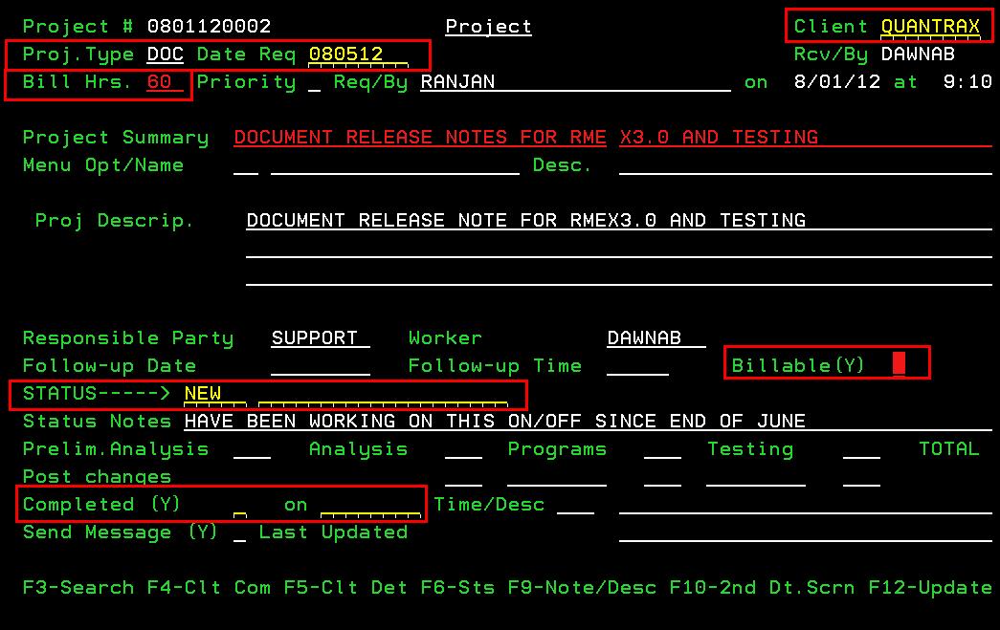 Project # 0801120002 Project Client QUANTRAX
Proj.Type DOC Date Req 080512 Rcv/By DAWNAB
Bill Hrs. 60 Priority _ Req/By RANJAN on 8/01/12 at 9:10
Project Summary DOCUMENT RELEASE NOTES FOR RME X3.0 AND TESTING
Menu Opt/Name Desc.
Proj Descrip. DOCUMENT RELEASE NOTE FOR RMEX3.0 AND TESTING
Responsible Party SUPPORT Worker DAWNAB
Follow-up Date Follow-up Time Billable(Y)
STATUS-----> NEW
Status Notes HAVE BEEN WORKING ON THIS ON/OFF SINCE END OF JUNE
Prelim.Analysis Analysis Programs Testing TOTAL
Post changes
Completed (Y) on Time/Desc
Send Message (Y) _ Last Updated
F3-Search F4-Clt Com F5-Clt Det F6-Sts F9-Note/Desc F10-2nd Dt.Scrn F12-Update